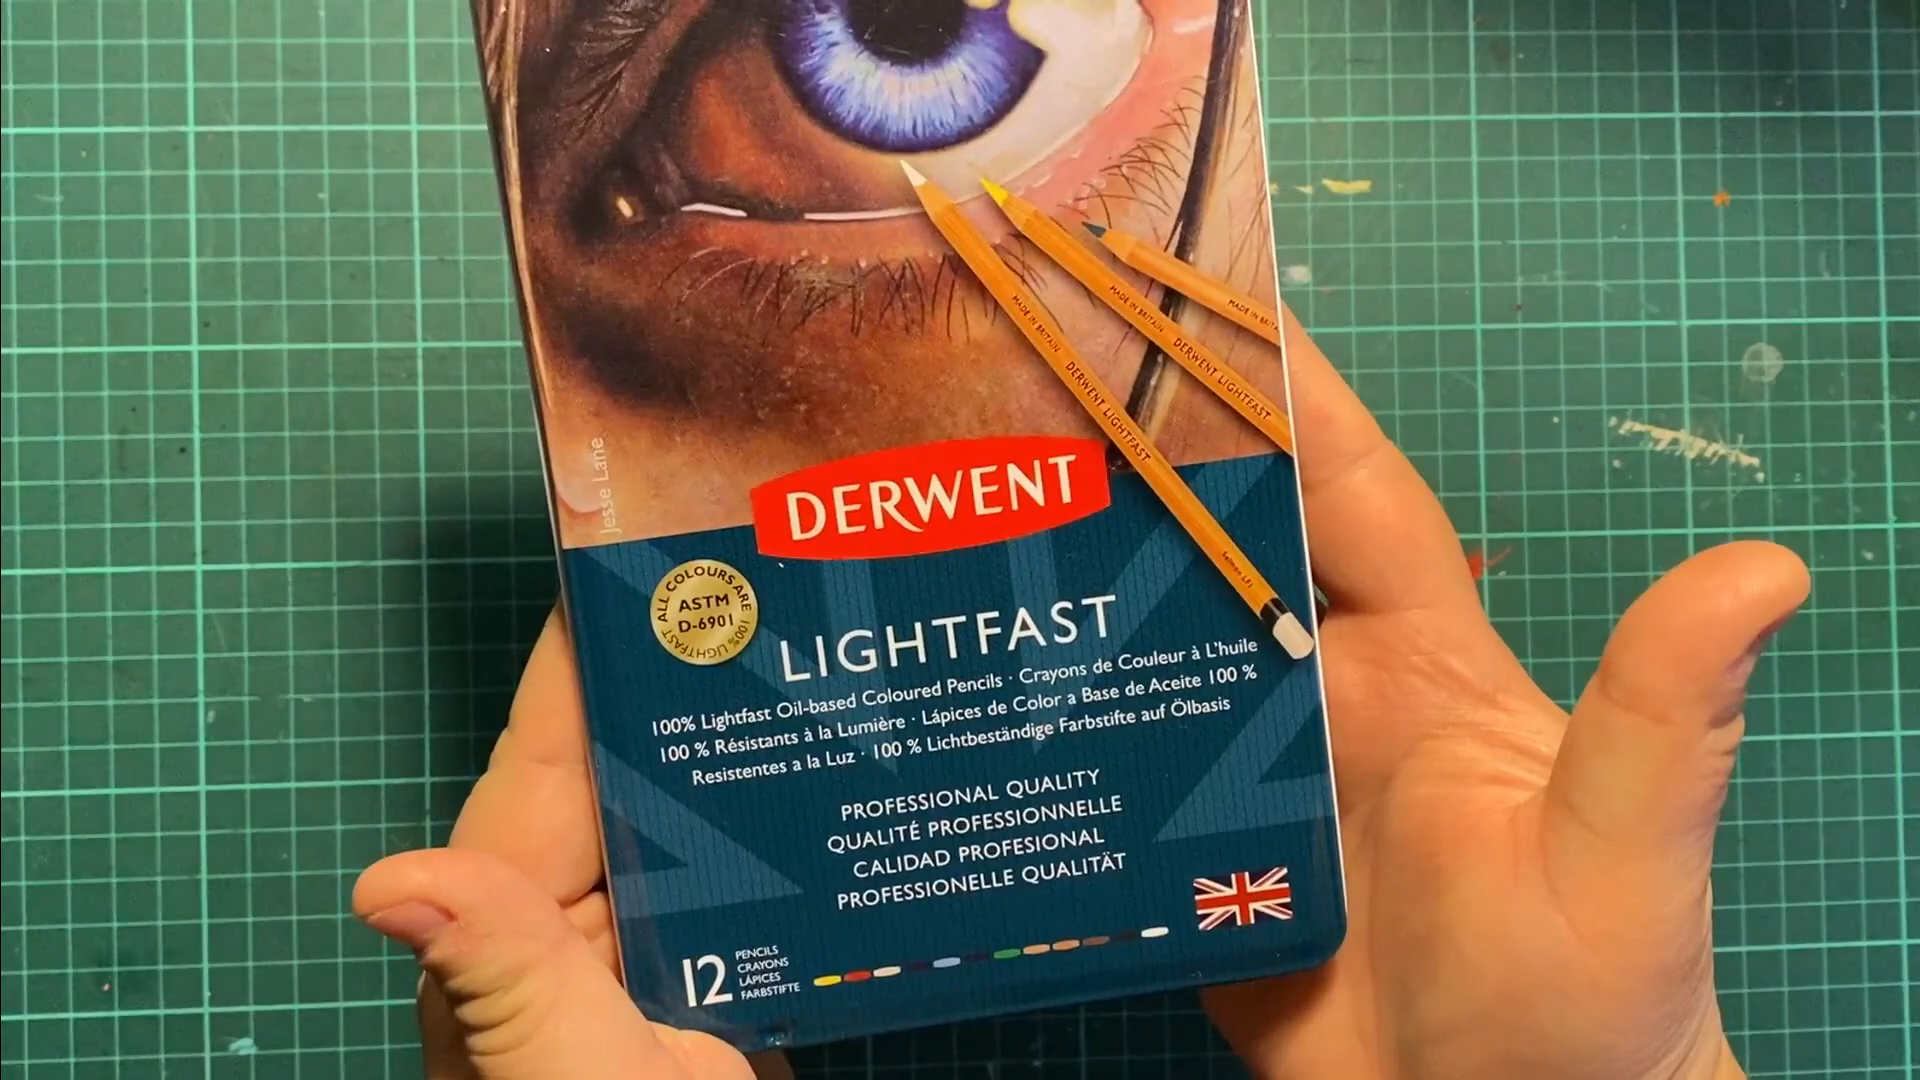 MADE IN BRITAIN DERWENT LIGHTFAST Salmon LF1
MADE IN BRITAIN DERWENT LIGHTFAST
MADE IN BRITA
Jesse Lane
DERWENT
ALL COLOURS ARE
ASTM
D-6901
100% LIGHTFAST
LIGHTFAST
100% Lightfast Oil-based Coloured Pencils · Crayons de Couleur à L'huile
100 % Résistants à la Lumière · Lápices de Color a Base de Aceite 100 %
Resistentes a la Luz · 100 % Lichtbeständige Farbstifte auf Ölbasis
PROFESSIONAL QUALITY
QUALITÉ PROFESSIONNELLE
CALIDAD PROFESIONAL
PROFESSIONELLE QUALITÄT
12
PENCILS
CRAYONS
LÁPICES
FARBSTIFTE